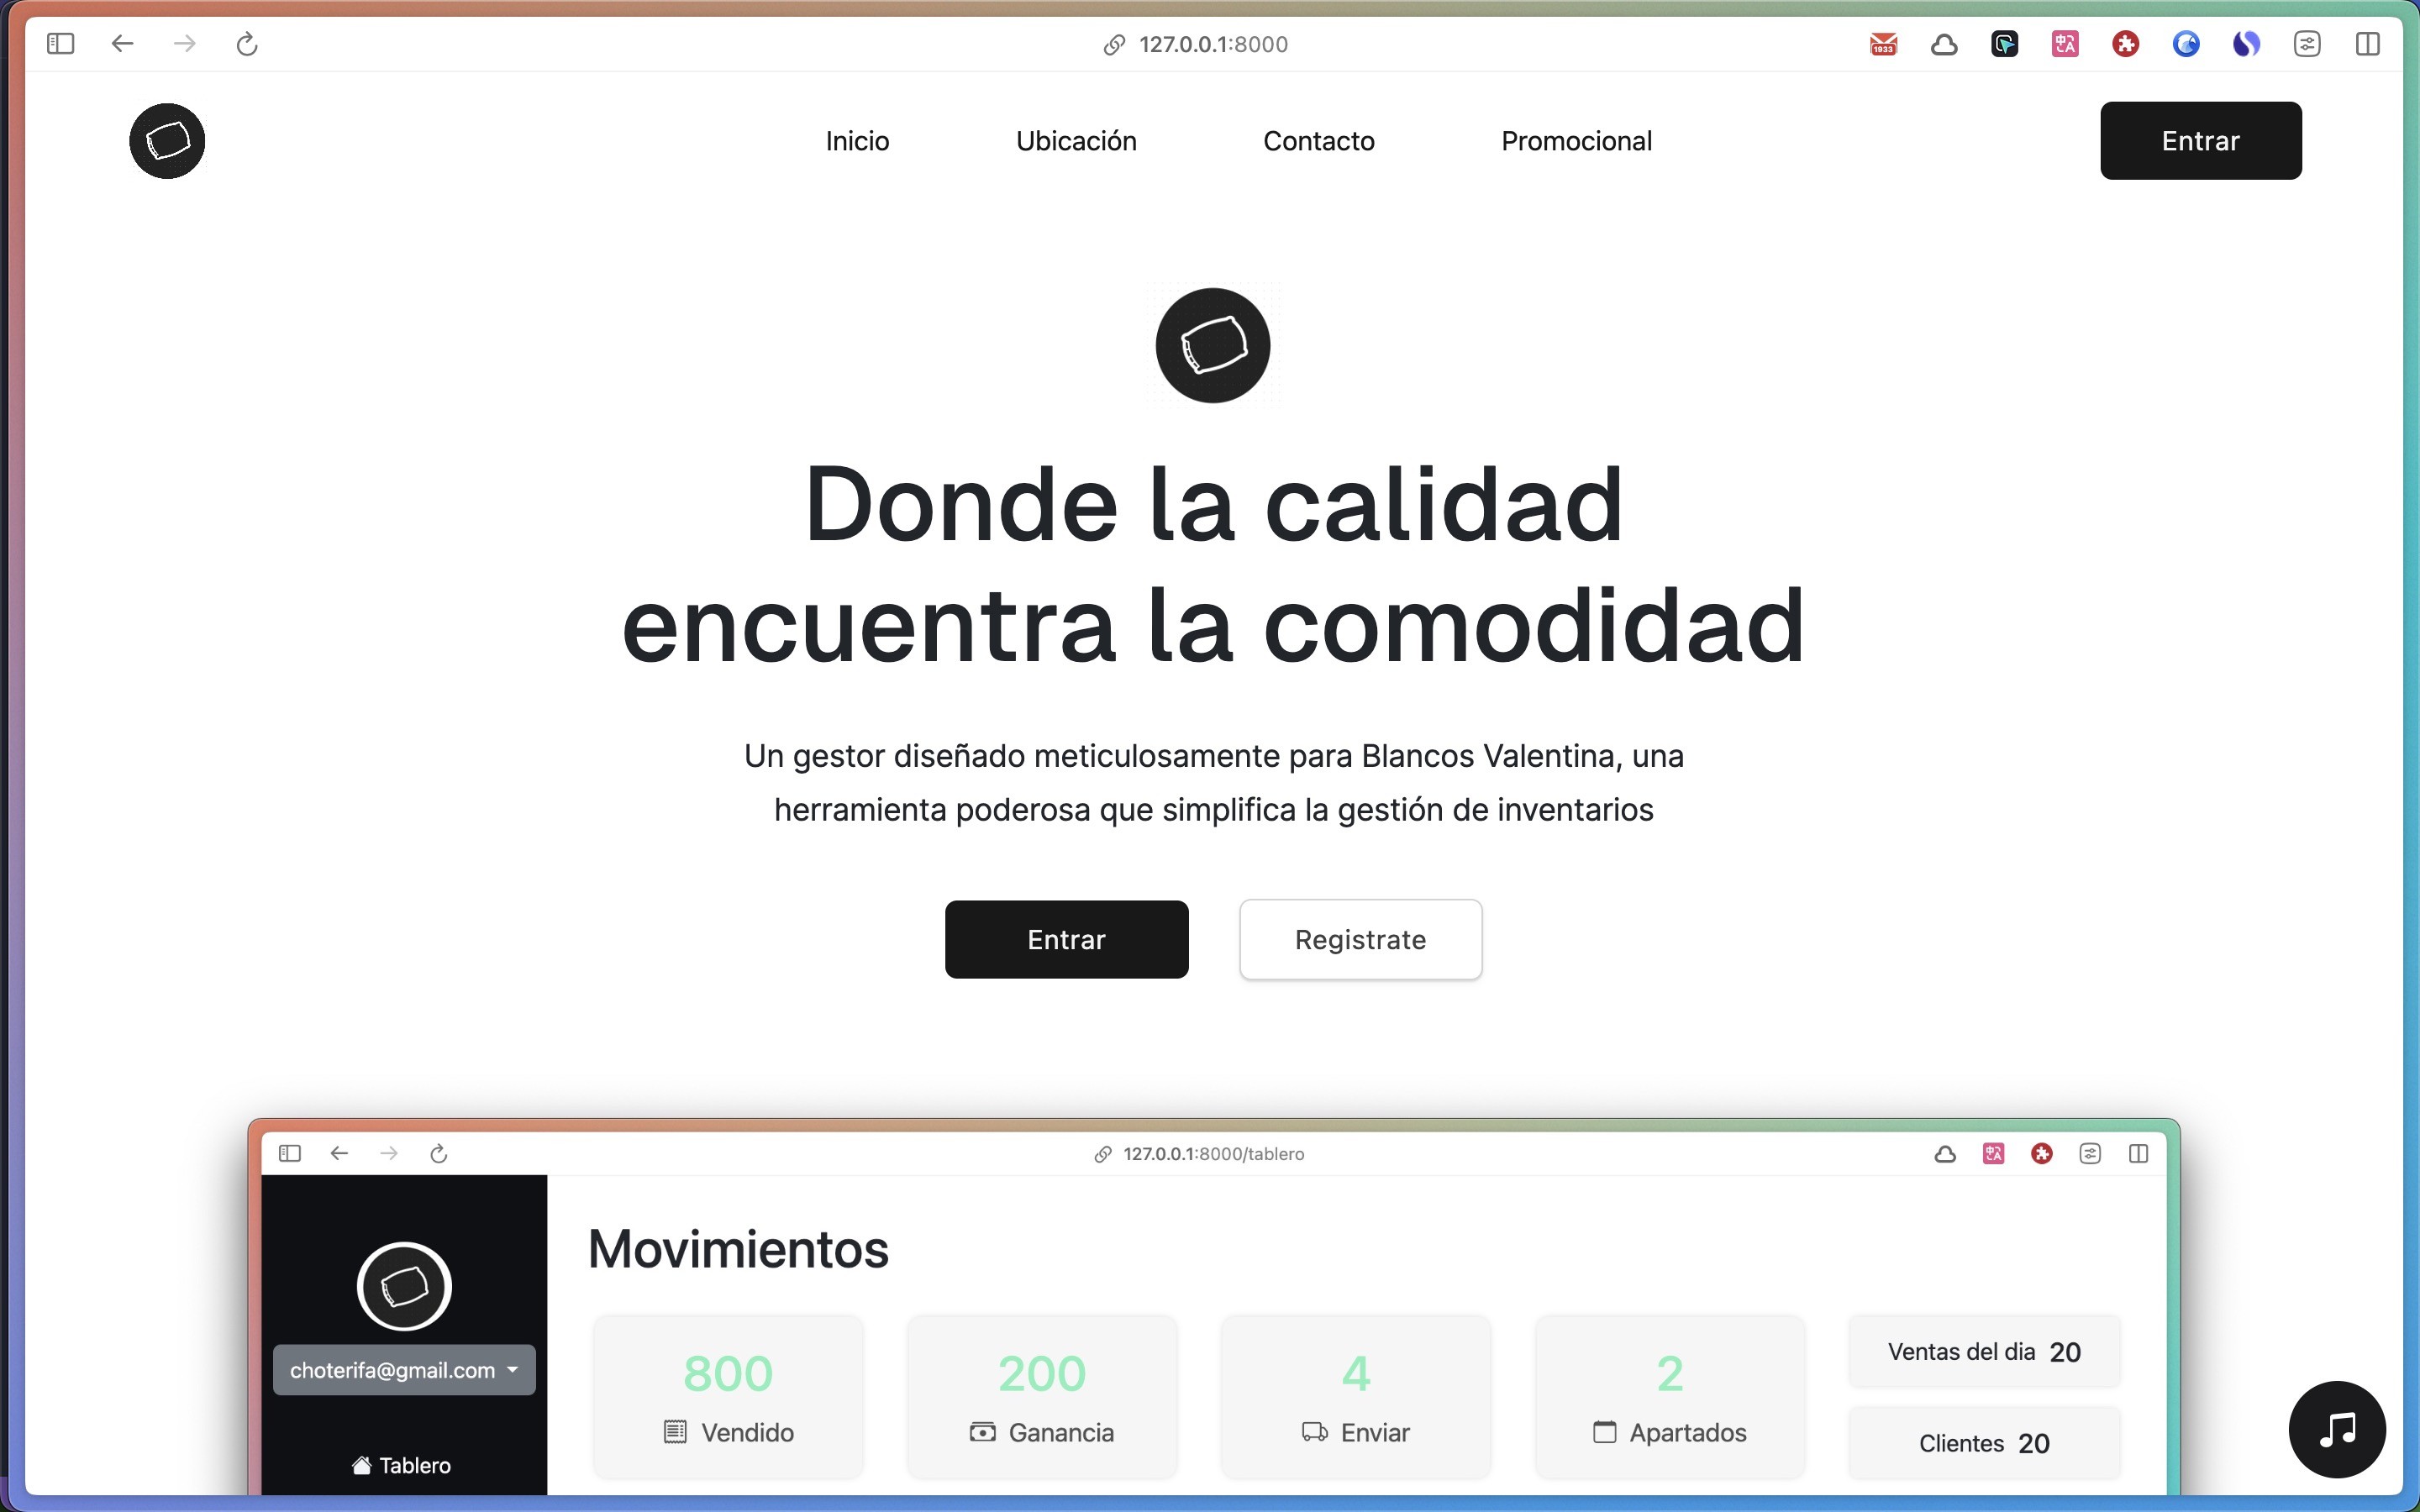 127.0.0.1:8000
1933
Inicio
Ubicación
Contacto
Promocional
Entrar
Donde la calidad
encuentra la comodidad
Un gestor diseñado meticulosamente para Blancos Valentina, una
herramienta poderosa que simplifica la gestión de inventarios
Entrar
Registrate
127.0.0.1:8000/tablero
choterifa@gmail.com
Tablero
Movimientos
800
Vendido
200
Ganancia
4
Enviar
2
Apartados
Ventas del dia 20
Clientes 20